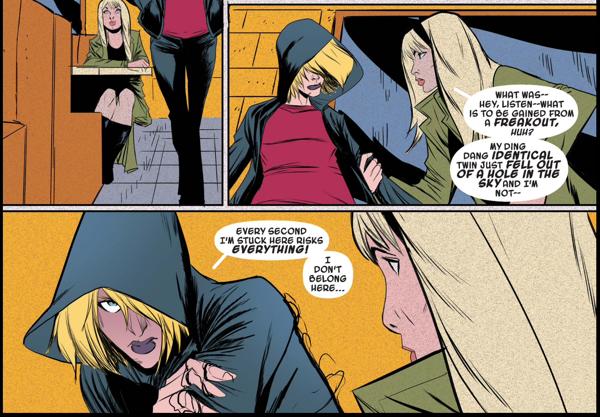 WHAT WAS--
HEY, LISTEN--WHAT
IS TO BE GAINED FROM
A FREAKOUT,
HUH?
MY DING
DANG IDENTICAL
TWIN JUST FELL OUT
OF A HOLE IN THE
SKY AND I'M
NOT--
EVERY SECOND
I'M STUCK HERE RISKS
EVERYTHING!
I
DON'T
BELONG
HERE...